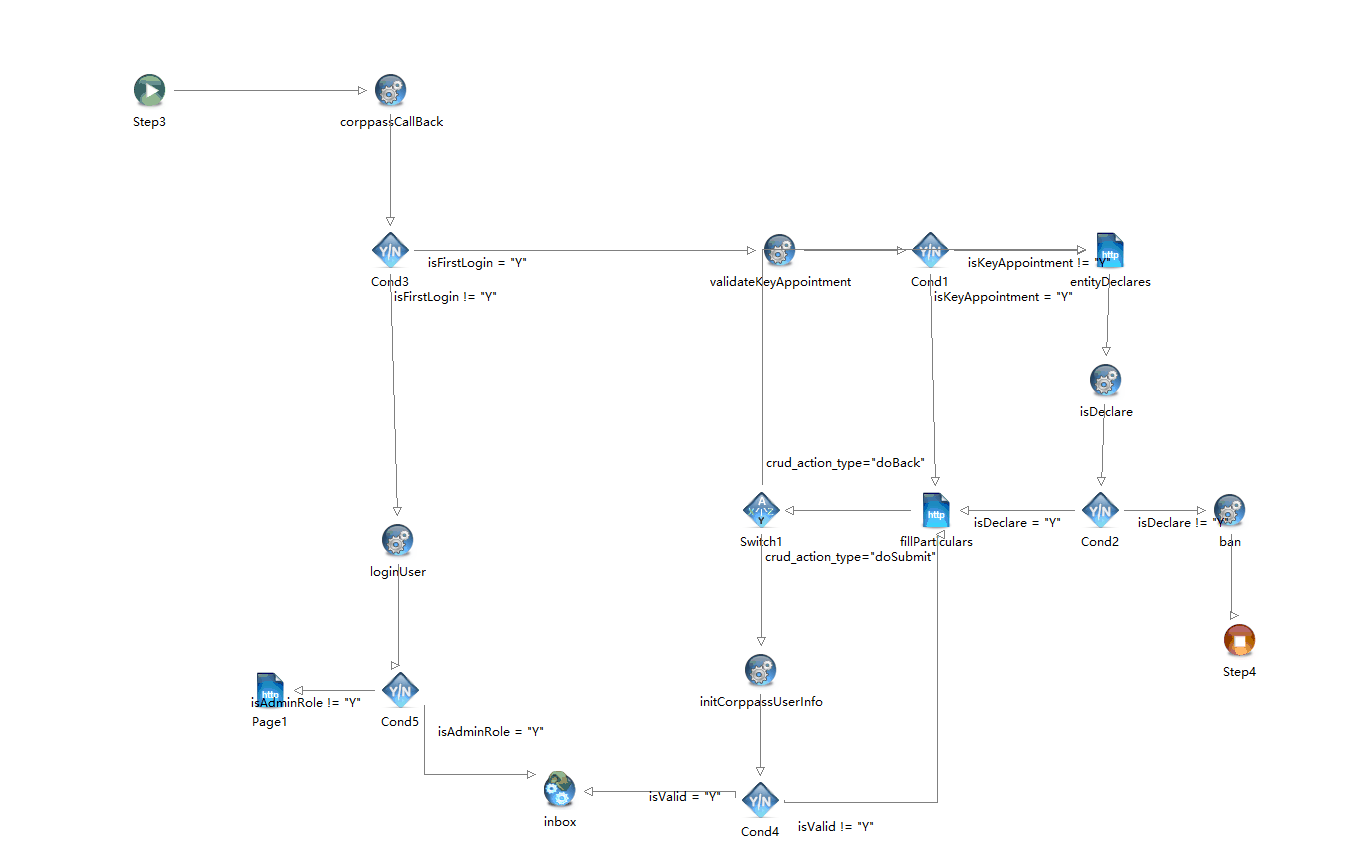 Step3
corppassCallBack
Y/N
isFirstLogin = "Y"
Y/N
http
isKeyAppointment != "Y"
Cond3
validateKeyAppointment
Cond1
entityDeclares
isFirstLogin != "Y"
isKeyAppointment = "Y"
isDeclare
crud_action_type="doBack"
A
X Y Z
Y
http
Y/N
isDeclare = "Y"
isDeclare != "Y"
Switch1
fillParticulars
Cond2
ban
crud_action_type="doSubmit"
loginUser
Step4
http
Y/N
isAdminRole != "Y"
initCorppassUserInfo
Page1
Cond5
isAdminRole = "Y"
isValid = "Y"
Y/N
inbox
Cond4
isValid != "Y"